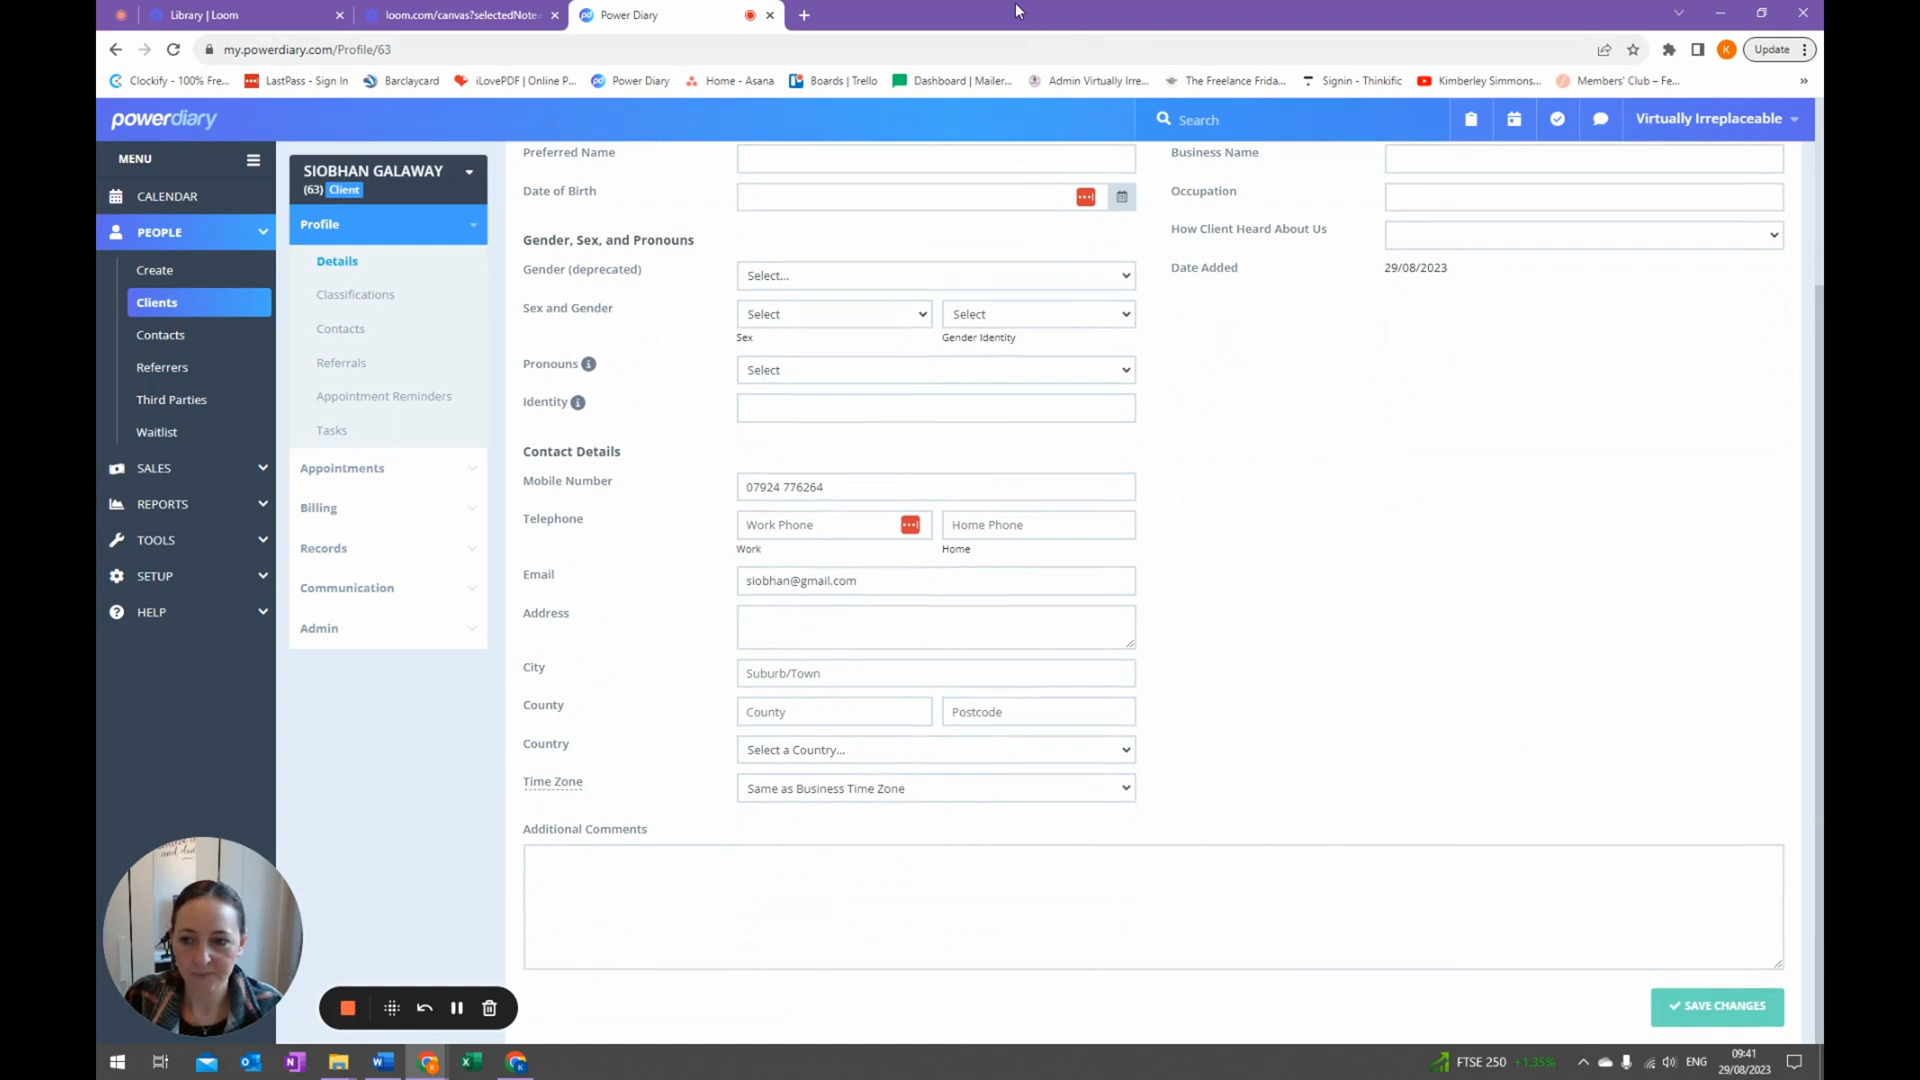 Library | Loom
loom.com/canvas?selectedNote
Power Diary
my.powerdiary.com/Profile/63
Update
Clockify - 100% Fre...
LastPass - Sign In
Barclaycard
iLovePDF | Online P...
Power Diary
Home - Asana
Boards | Trello
Dashboard | Mailer...
Admin Virtually Irre...
The Freelance Frida...
Signin - Thinkific
Kimberley Simmons...
Members' Club – Fe...
powerdiary
Search
Virtually Irreplaceable
MENU
CALENDAR
PEOPLE
Create
Clients
Contacts
Referrers
Third Parties
Waitlist
SALES
REPORTS
TOOLS
SETUP
HELP
SIOBHAN GALAWAY
(63) Client
Profile
Details
Classifications
Contacts
Referrals
Appointment Reminders
Tasks
Appointments
Billing
Records
Communication
Admin
Preferred Name
Date of Birth
Gender, Sex, and Pronouns
Gender (deprecated)
Select...
Sex and Gender
Select
Select
Sex
Gender Identity
Pronouns
Select
Identity
Contact Details
Mobile Number
07924 776264
Telephone
Work Phone
Home Phone
Work
Home
Email
siobhan@gmail.com
Address
City
Suburb/Town
County
County
Postcode
Country
Select a Country...
Time Zone
Same as Business Time Zone
Additional Comments
Business Name
Occupation
How Client Heard About Us
Date Added
29/08/2023
SAVE CHANGES
K
FTSE 250 +1.35%
ENG
09:41
29/08/2023